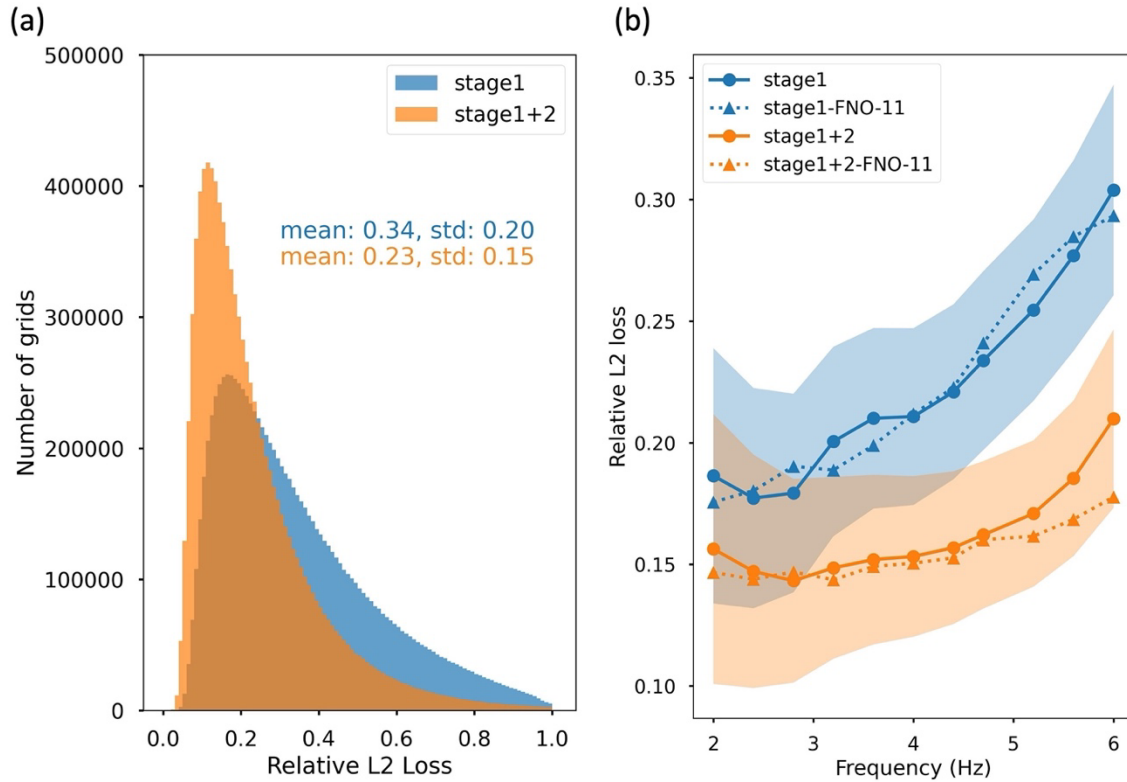 (a)
500000
400000
300000
200000
100000
0
Number of grids
stage1
stage1+2
mean: 0.34, std: 0.20
mean: 0.23, std: 0.15
0.0 0.2 0.4 0.6 0.8 1.0
Relative L2 Loss
(b)
0.35
0.30
0.25
0.20
0.15
0.10
Relative L2 loss
stage1
stage1-FNO-11
stage1+2
stage1+2-FNO-11
2 3 4 5 6
Frequency (Hz)